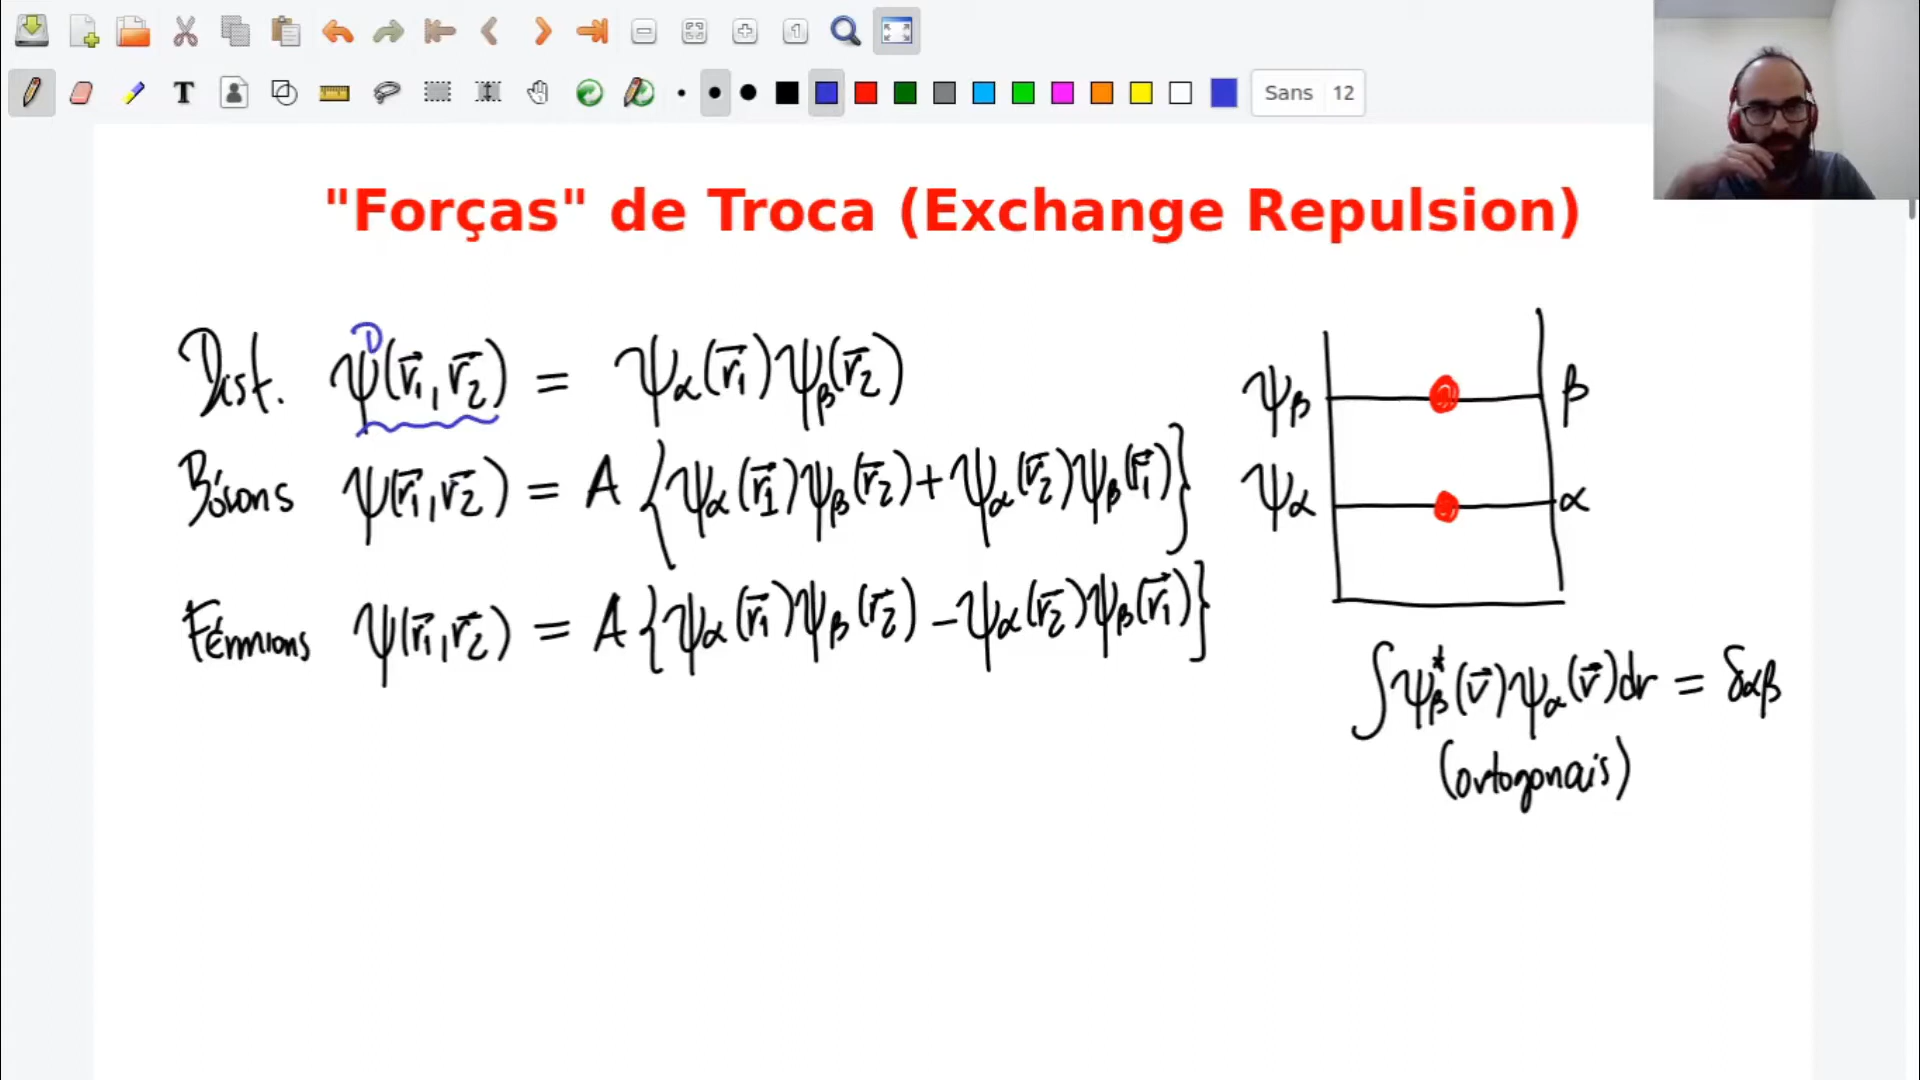 T Sans 12
"Forças" de Troca (Exchange Repulsion)
Dist. ψᴰ(r⃗₁,r⃗₂) = ψα(r⃗₁)ψβ(r⃗₂)
Bósons ψ(r⃗₁,r⃗₂) = A {ψα(r⃗₁)ψβ(r⃗₂)+ψα(r⃗₂)ψβ(r⃗₁)}
Férmions ψ(r⃗₁,r⃗₂) = A{ψα(r⃗₁)ψβ(r⃗₂)-ψα(r⃗₂)ψβ(r⃗₁)}
ψβ β
ψα α
∫ψβ*(r⃗)ψα(r⃗)dr = δαβ
(ortogonais)